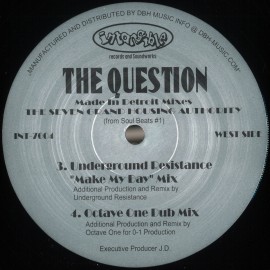 MANUFACTURED AND DISTRIBUTED BY DBH MUSIC INFO @ DBH-MUSIC.COM
Intangible
records and Soundworks
THE QUESTION
Made In Detroit Mixes
THE SEVEN GRAND HOUSING AUTHORITY
(from Soul Beats #1)
INT-7004
WEST SIDE
3. Underground Resistance
"Make My Day" Mix
Additional Production and Remix by
Underground Resistance
4. Octave One Dub Mix
Additional Production and Remix by
Octave One for 0-1 Production
Executive Producer J.D.